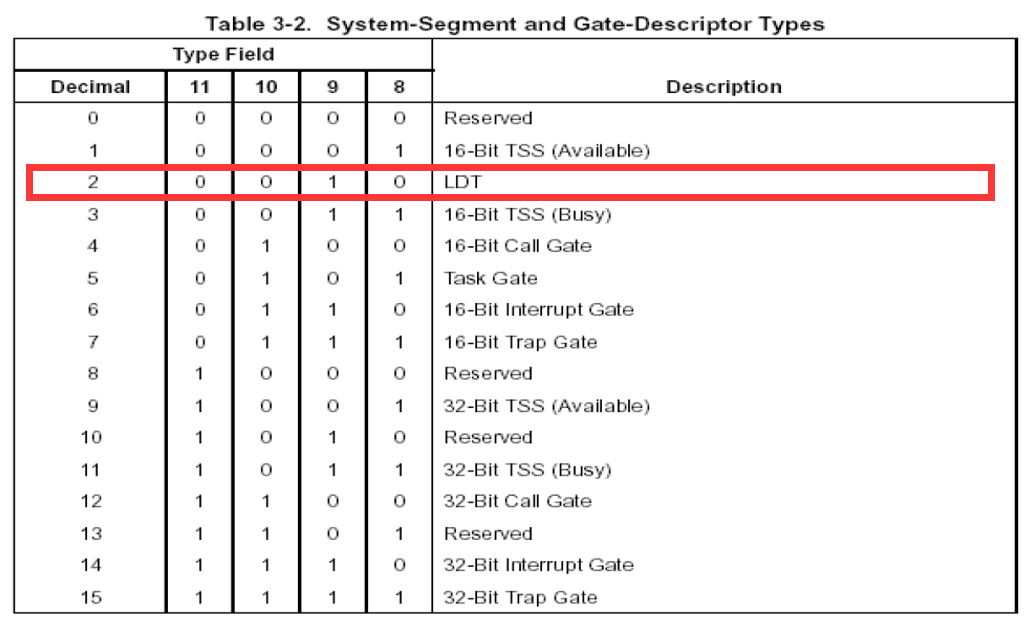 Table 3-2. System-Segment and Gate-Descriptor Types
Type Field
Decimal 11 10 9 8 Description
0 0 0 0 0 Reserved
1 0 0 0 1 16-Bit TSS (Available)
2 0 0 1 0 LDT
3 0 0 1 1 16-Bit TSS (Busy)
4 0 1 0 0 16-Bit Call Gate
5 0 1 0 1 Task Gate
6 0 1 1 0 16-Bit Interrupt Gate
7 0 1 1 1 16-Bit Trap Gate
8 1 0 0 0 Reserved
9 1 0 0 1 32-Bit TSS (Available)
10 1 0 1 0 Reserved
11 1 0 1 1 32-Bit TSS (Busy)
12 1 1 0 0 32-Bit Call Gate
13 1 1 0 1 Reserved
14 1 1 1 0 32-Bit Interrupt Gate
15 1 1 1 1 32-Bit Trap Gate